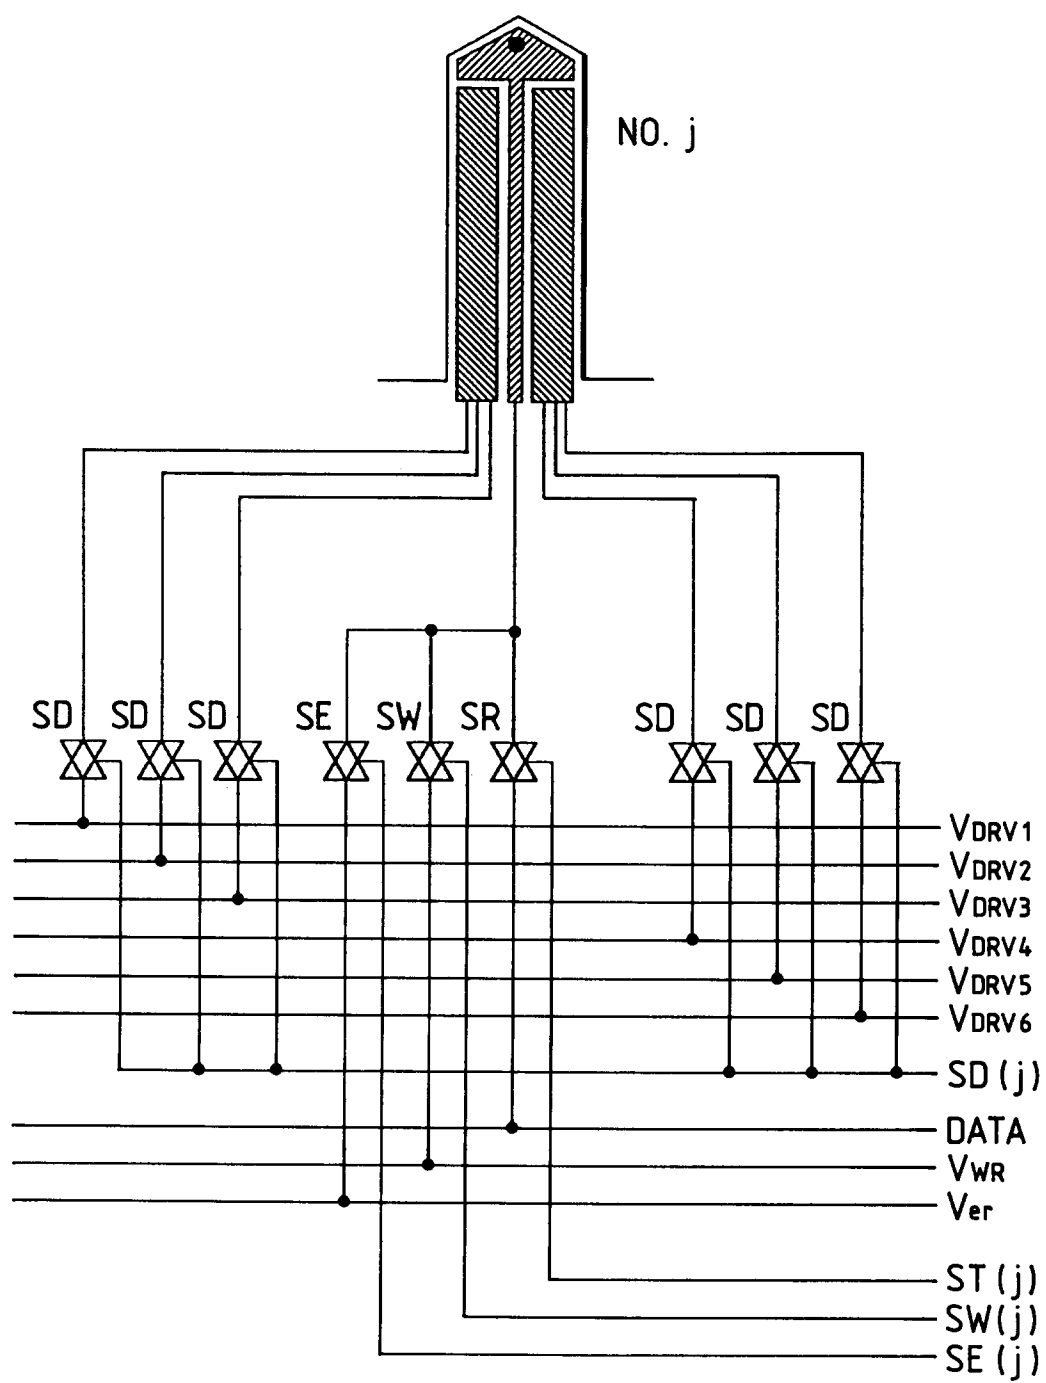 NO. j
SD SD SD SE SW SR SD SD SD
VDRV1
VDRV2
VDRV3
VDRV4
VDRV5
VDRV6
SD(j)
DATA
VWR
Ver
ST(j)
SW(j)
SE(j)